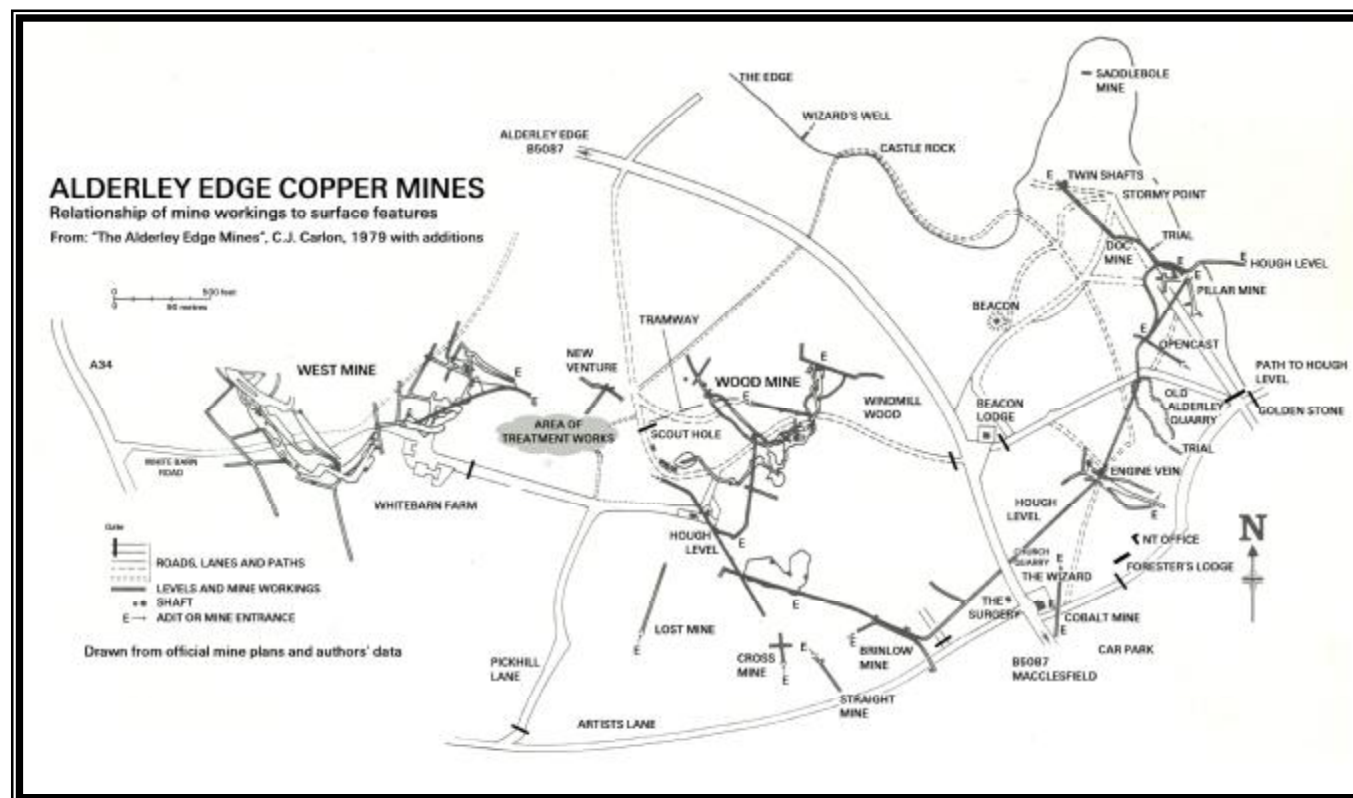 ALDERLEY EDGE COPPER MINES
Relationship of mine workings to surface features
From: "The Alderley Edge Mines", C.J. Carlon, 1979 with additions
0
500 feet
0
THE EDGE
SADDLEBOLE
MINE
WIZARD'S WELL
ALDERLEY EDGE
B5087
CASTLE ROCK
E
TWIN SHAFTS
STORMY POINT
TRIAL
DOC
MINE
E
E
E
HOUGH LEVEL
PILLAR MINE
BEACON
TRAMWAY
E
OPENCAST
A34
WEST MINE
NEW
VENTURE
E
WOOD MINE
E
E
E
WINDMILL
WOOD
BEACON
LODGE
PATH TO HOUGH
LEVEL
OLD
ALDERLEY
QUARRY
GOLDEN STONE
AREA OF
TREATMENT WORKS
SCOUT HOLE
TRIAL
WHITE BARN
ROAD
ENGINE VEIN
WHITEBARN FARM
HOUGH
LEVEL
E
HOUGH
LEVEL
E
N
Gate
ROADS, LANES AND PATHS
LEVELS AND MINE WORKINGS
SHAFT
E
ADIT OR MINE ENTRANCE
NT OFFICE
CHURCH
QUARRY
E
FORESTER'S LODGE
THE WIZARD
THE
SURGERY
COBALT MINE
E
E
LOST MINE
E
E
E
BRINLOW
MINE
CAR PARK
Drawn from official mine plans and authors' data
CROSS
MINE
E
B5087
MACCLESFIELD
PICKHILL
LANE
STRAIGHT
MINE
ARTISTS LANE